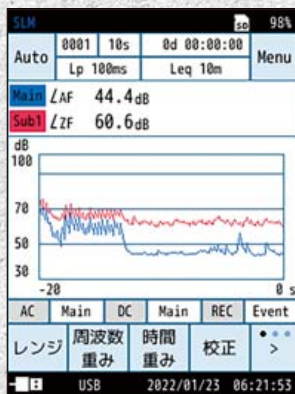 SLM SD 98%
Auto 0001 10s 0d 00:00:00 Menu
Lp 100ms Leq 10m
Main LAF 44.4dB
Sub1 LZF 60.6dB
dB
100
70
50
30
-20 0 s
AC Main DC Main REC Event
レンジ 周波数重み 時間重み 校正 >
USB 2022/01/23 06:21:53